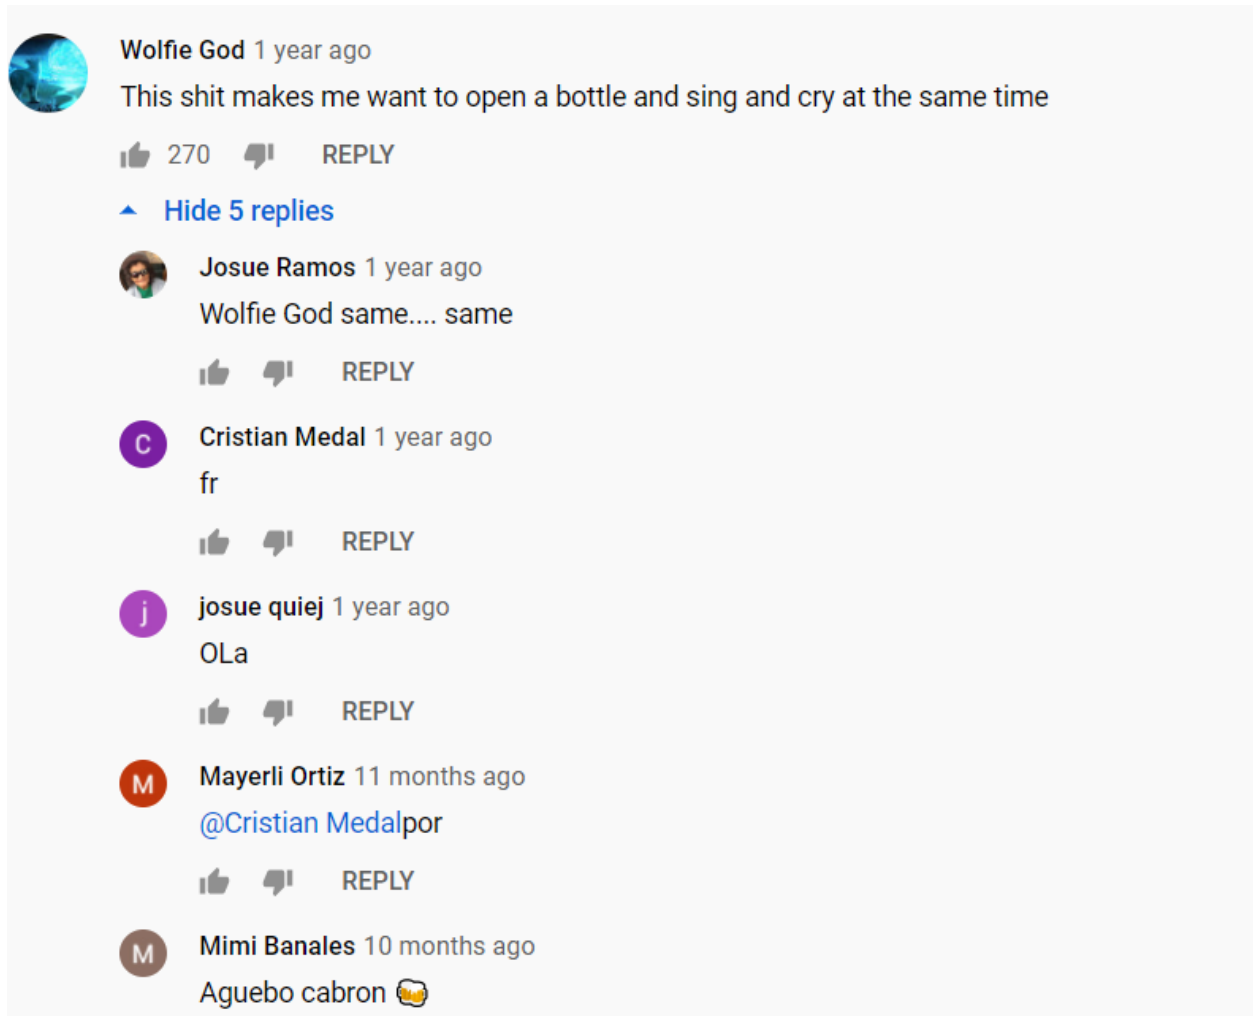 Wolfie God 1 year ago
This shit makes me want to open a bottle and sing and cry at the same time
270 REPLY
Hide 5 replies
Josue Ramos 1 year ago
Wolfie God same.... same
REPLY
C
Cristian Medal 1 year ago
fr
REPLY
j
josue quiej 1 year ago
OLa
REPLY
M
Mayerli Ortiz 11 months ago
@Cristian Medalpor
REPLY
M
Mimi Banales 10 months ago
Aguebo cabron 🍻